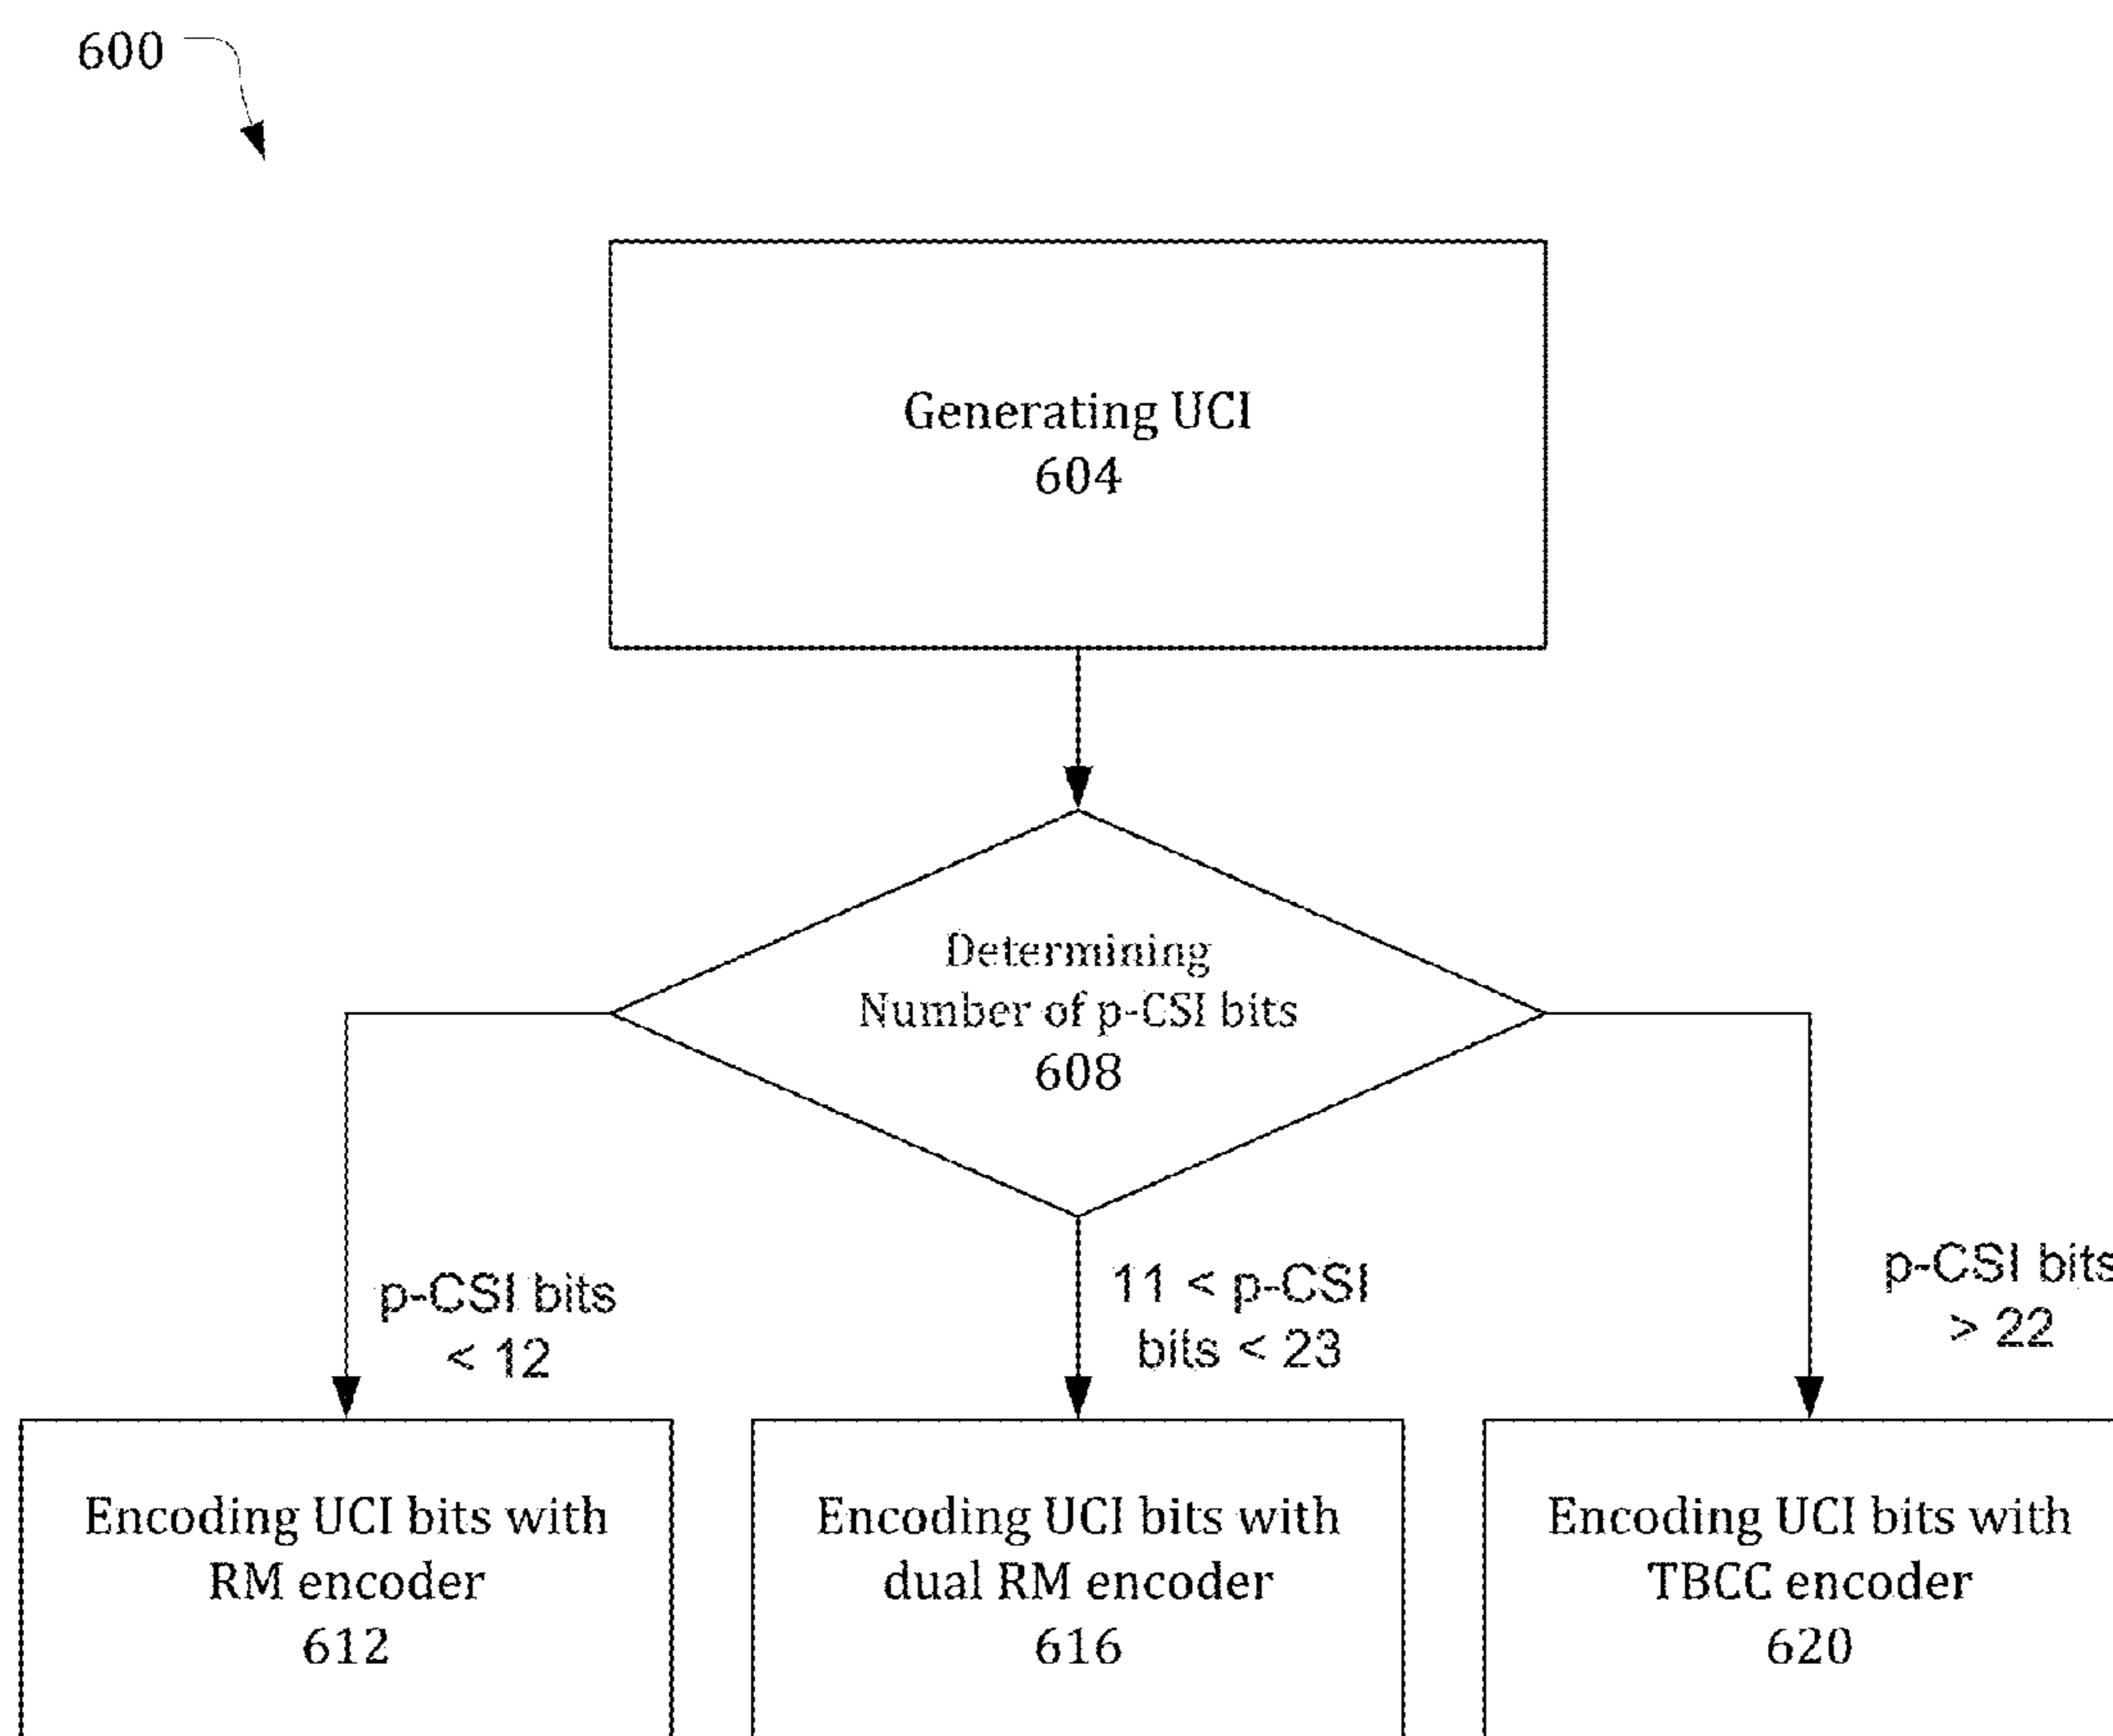 600
Generating UCI
604
Determining
Number of p-CSI bits
608
p-CSI bits
< 12
11 < p-CSI
bits < 23
p-CSI bits
> 22
Encoding UCI bits with
RM encoder
612
Encoding UCI bits with
dual RM encoder
616
Encoding UCI bits with
TBCC encoder
620